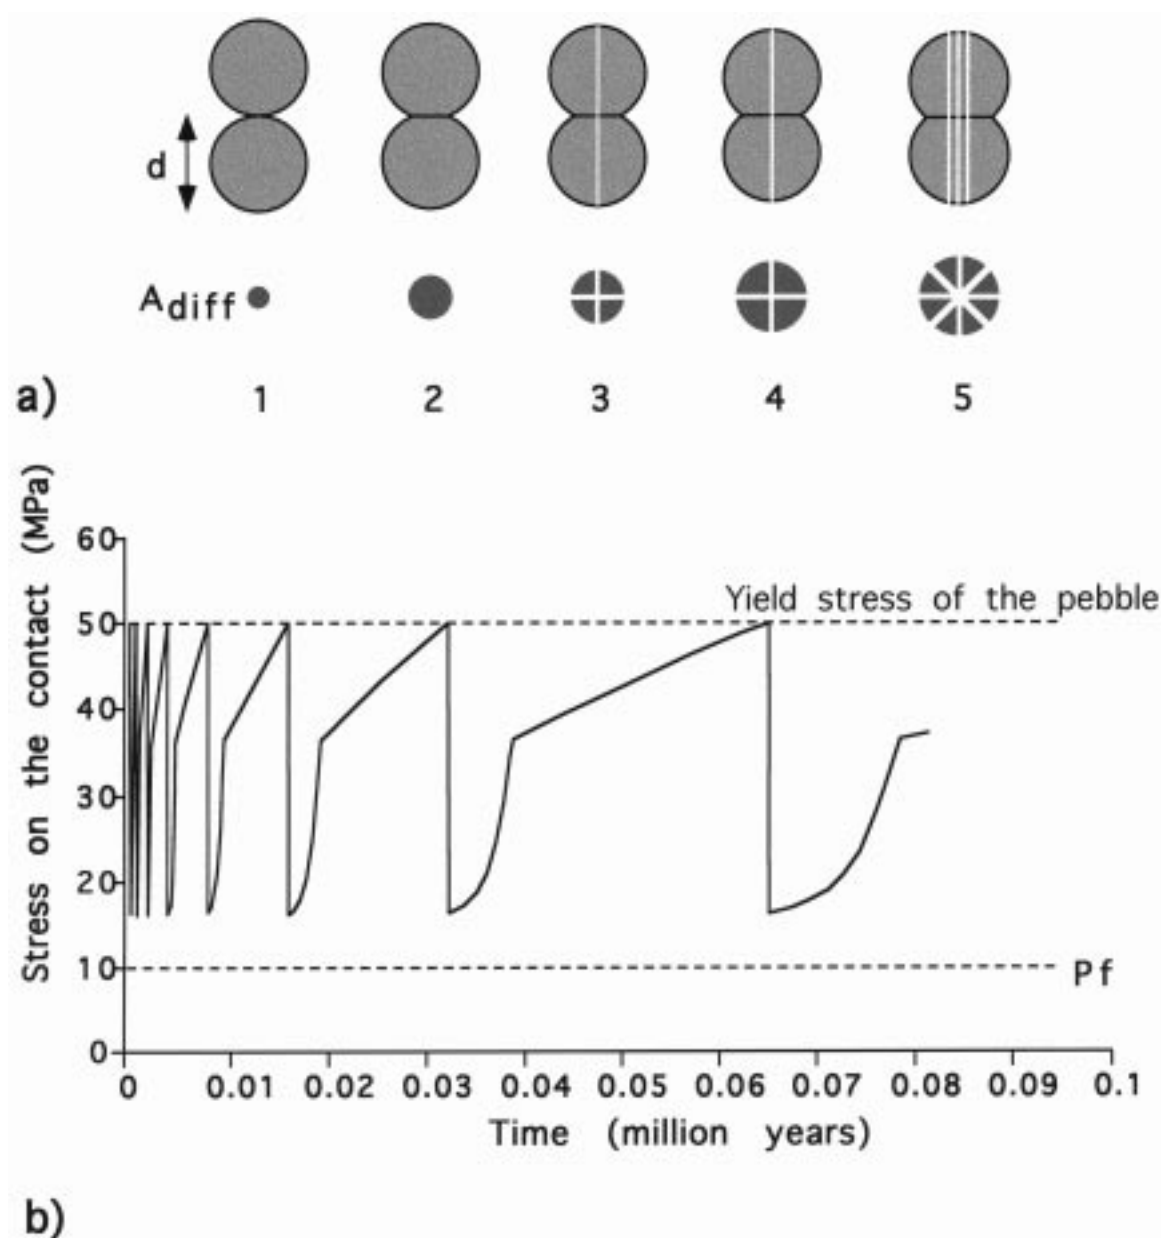 d
Adiff
a) 1 2 3 4 5
Stress on the contact (MPa)
60
Yield stress of the pebble
50
40
30
20
10
Pf
0
0 0.01 0.02 0.03 0.04 0.05 0.06 0.07 0.08 0.09 0.1
Time (million years)
b)